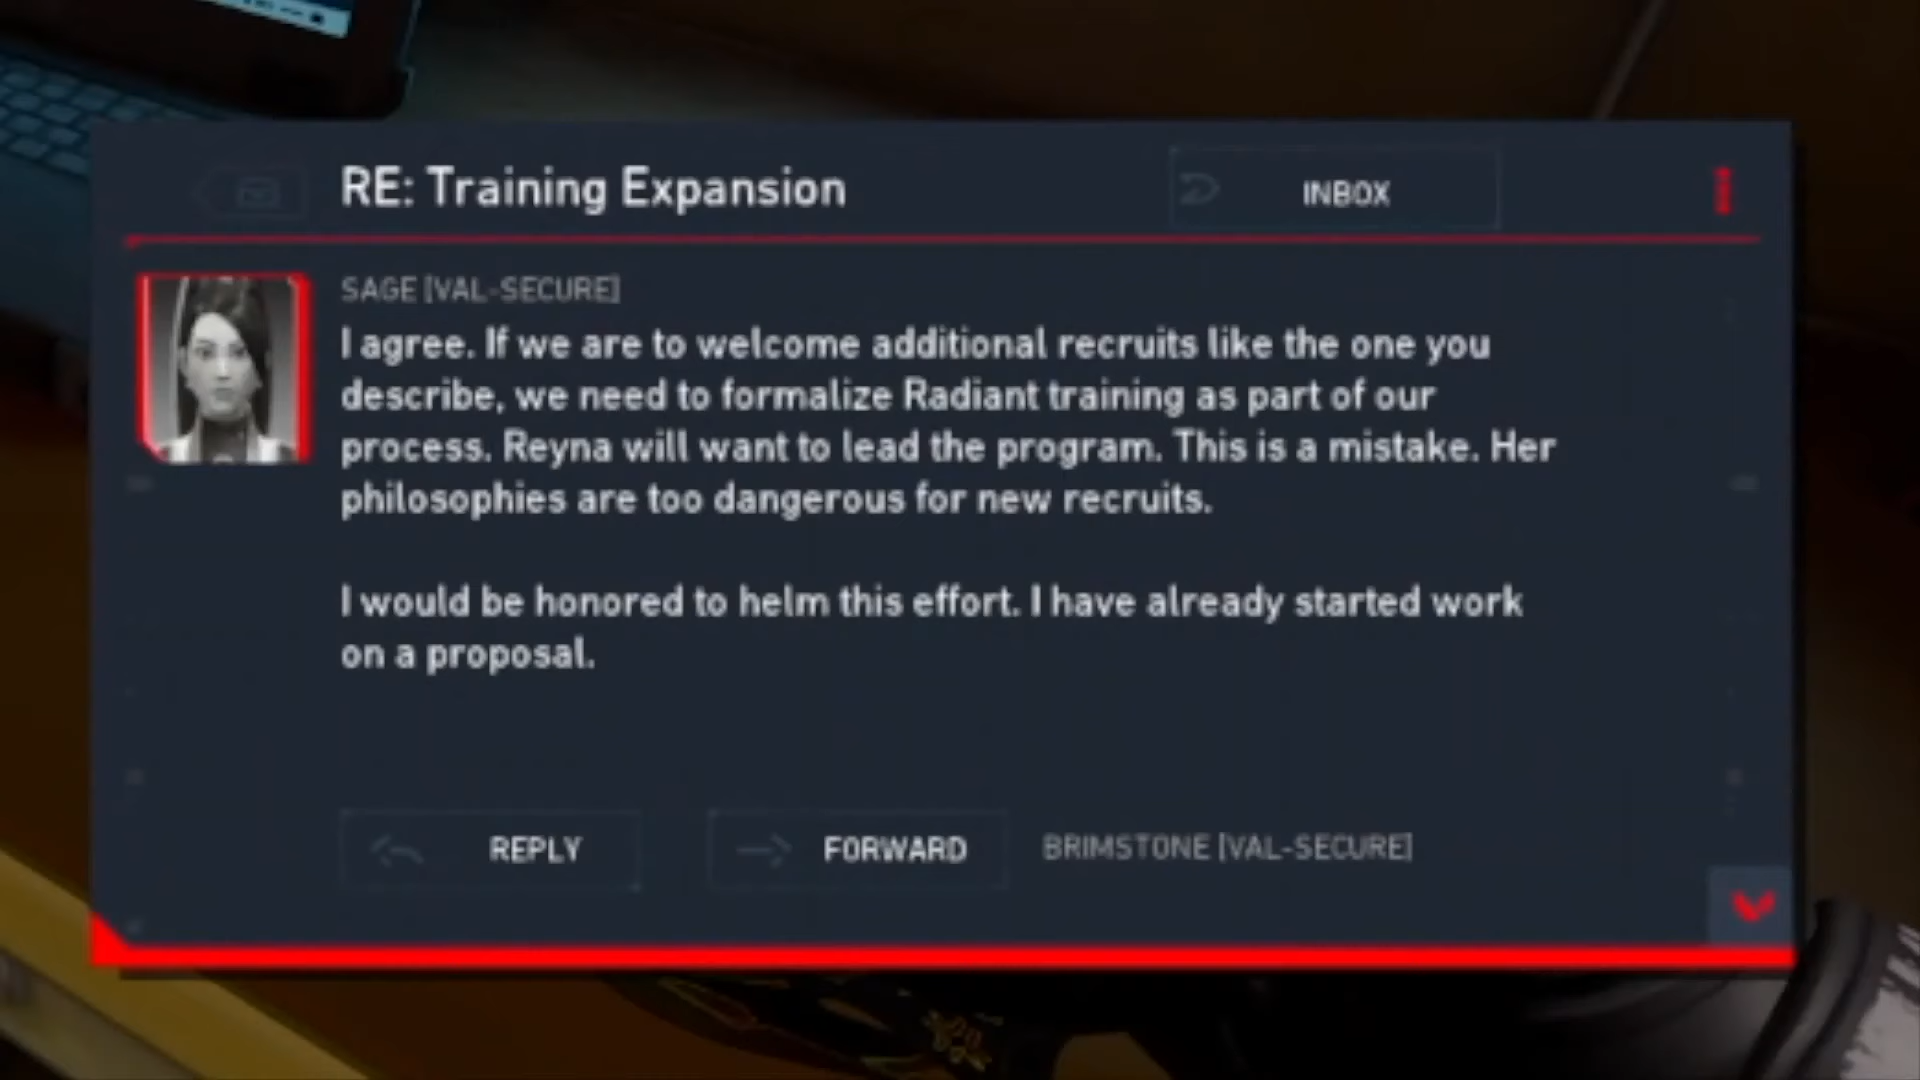 RE: Training Expansion
INBOX
SAGE [VAL-SECURE]
I agree. If we are to welcome additional recruits like the one you
describe, we need to formalize Radiant training as part of our
process. Reyna will want to lead the program. This is a mistake. Her
philosophies are too dangerous for new recruits.
I would be honored to helm this effort. I have already started work
on a proposal.
REPLY
FORWARD
BRIMSTONE [VAL-SECURE]